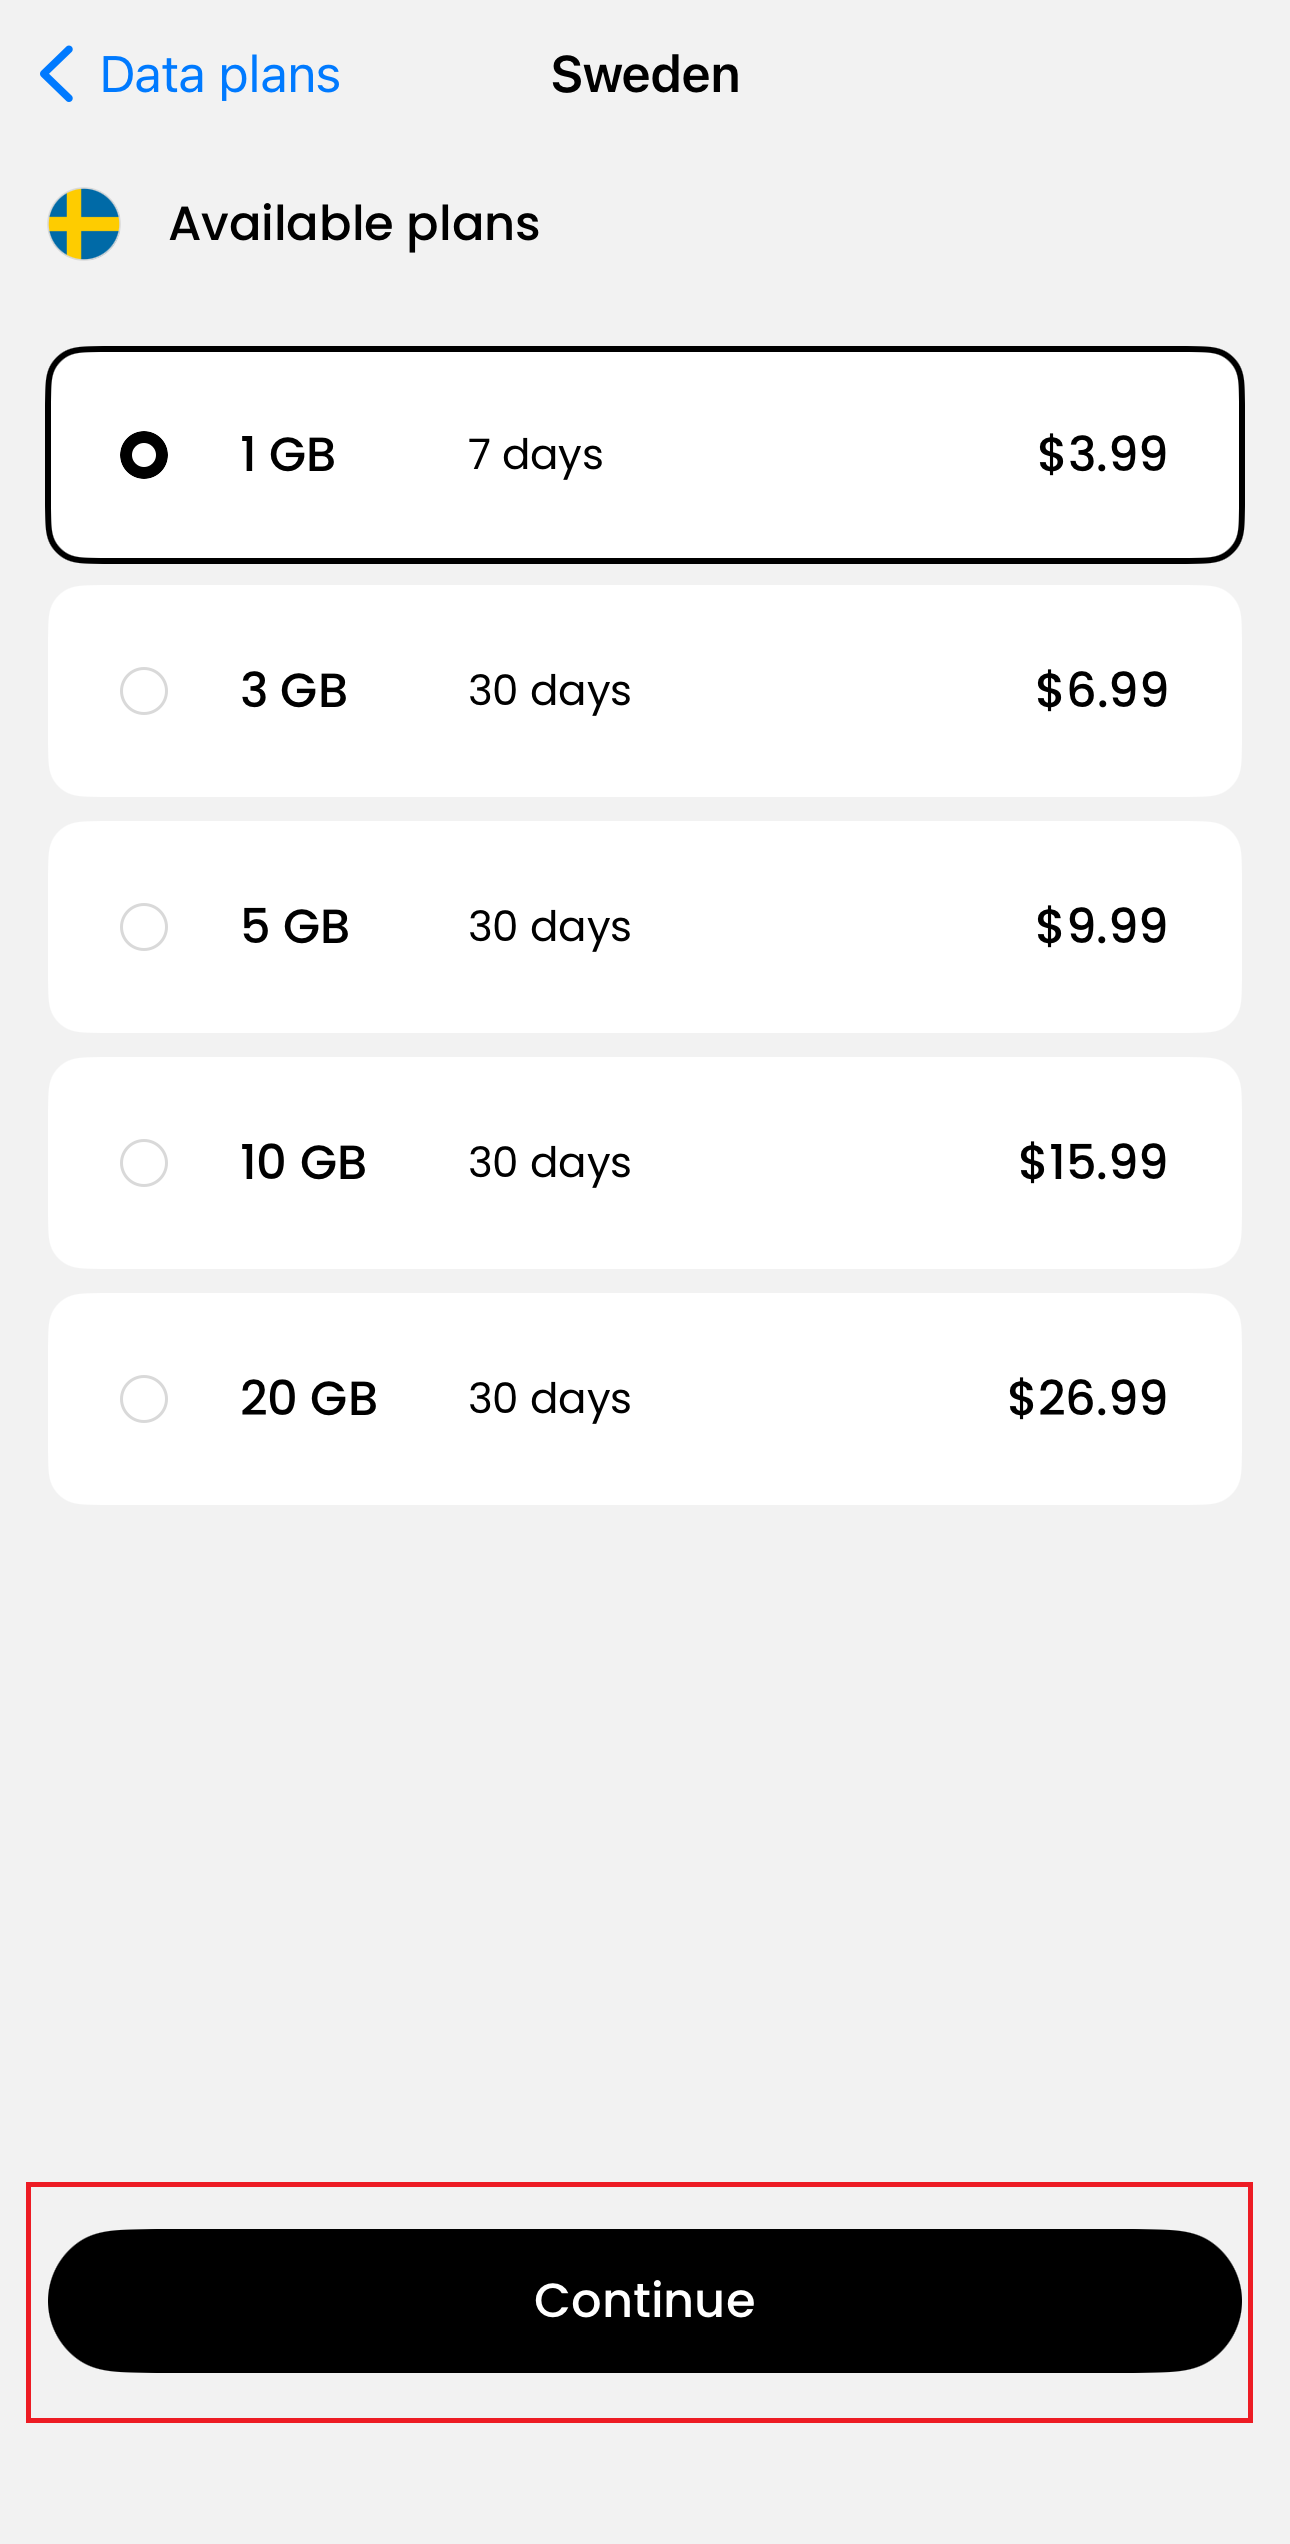 Data plans
Sweden
Available plans
1 GB 7 days $3.99
3 GB 30 days $6.99
5 GB 30 days $9.99
10 GB 30 days $15.99
20 GB 30 days $26.99
Continue